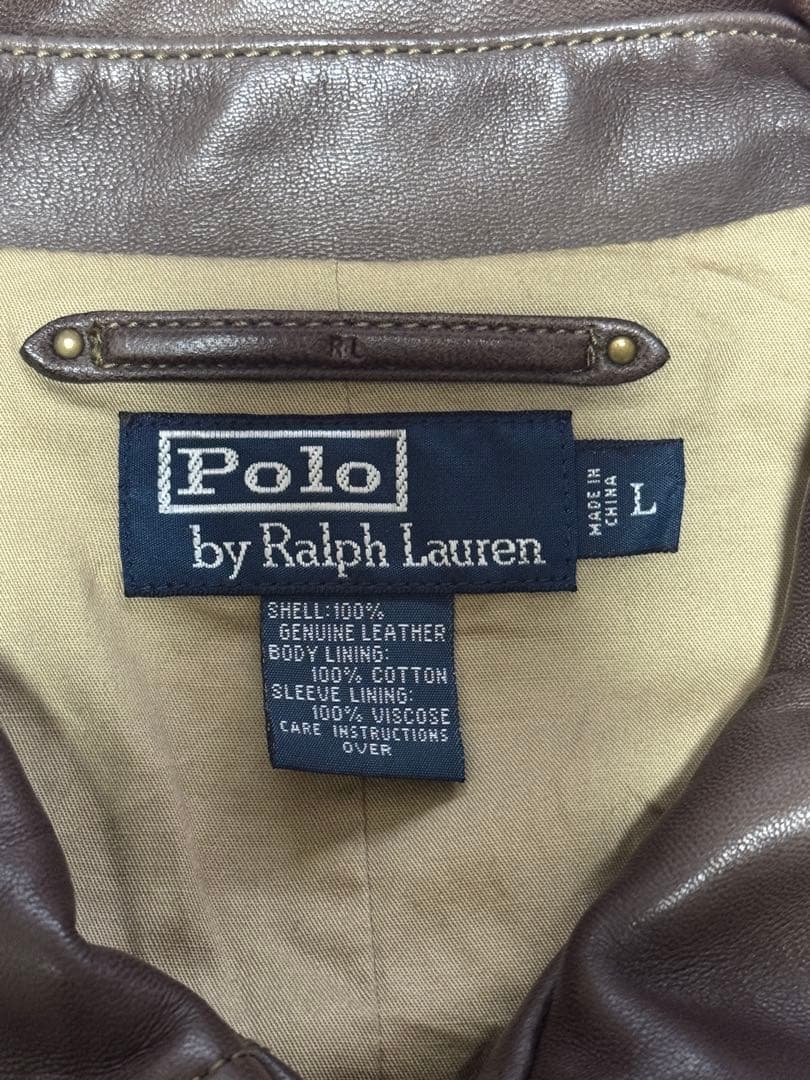 RL
Polo
by Ralph Lauren
MADE IN
CHINA
L
SHELL:100%
GENUINE LEATHER
BODY LINING:
100% COTTON
SLEEVE LINING:
100% VISCOSE
CARE INSTRUCTIONS
OVER